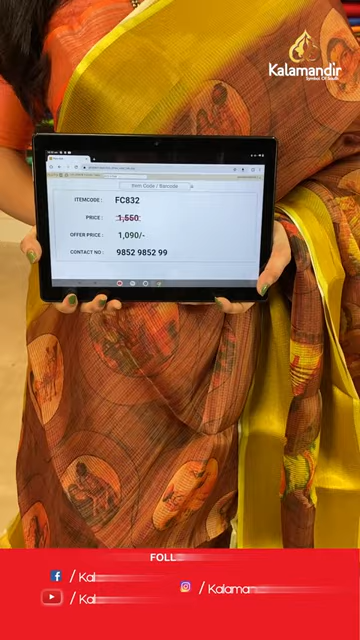 Kalamandir
Symbol Of South
Item Code / Barcode
ITEMCODE : FC832
PRICE : 1,550
OFFER PRICE : 1,090/-
CONTACT NO : 9852 9852 99
FOLL
/ Kal
/ Kalama
/ Kal